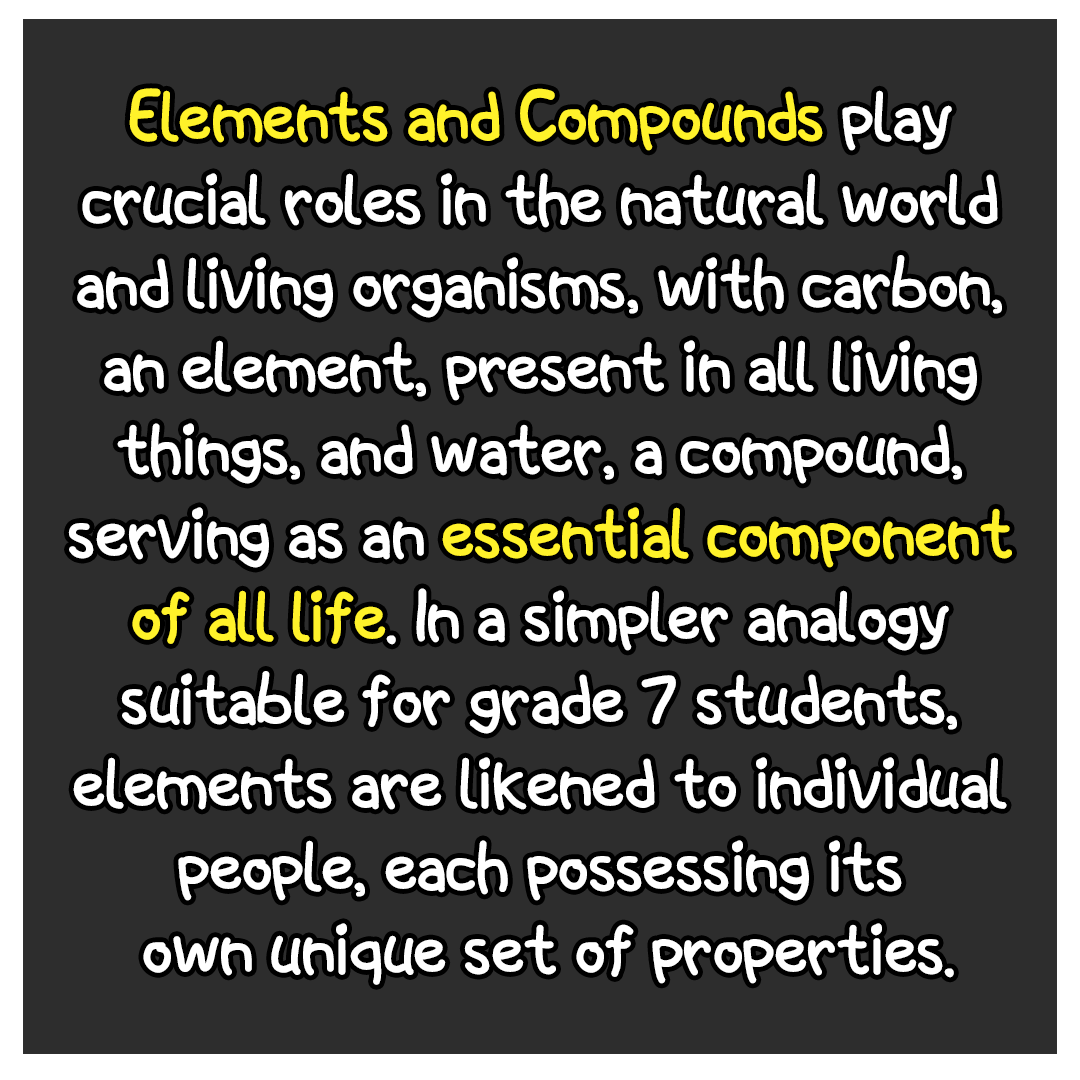 Elements and Compounds play
crucial roles in the natural world
and living organisms, with carbon,
an element, present in all living
things, and water, a compound,
serving as an essential component
of all life. In a simpler analogy
suitable for grade 7 students,
elements are likened to individual
people, each possessing its
own unique set of properties.